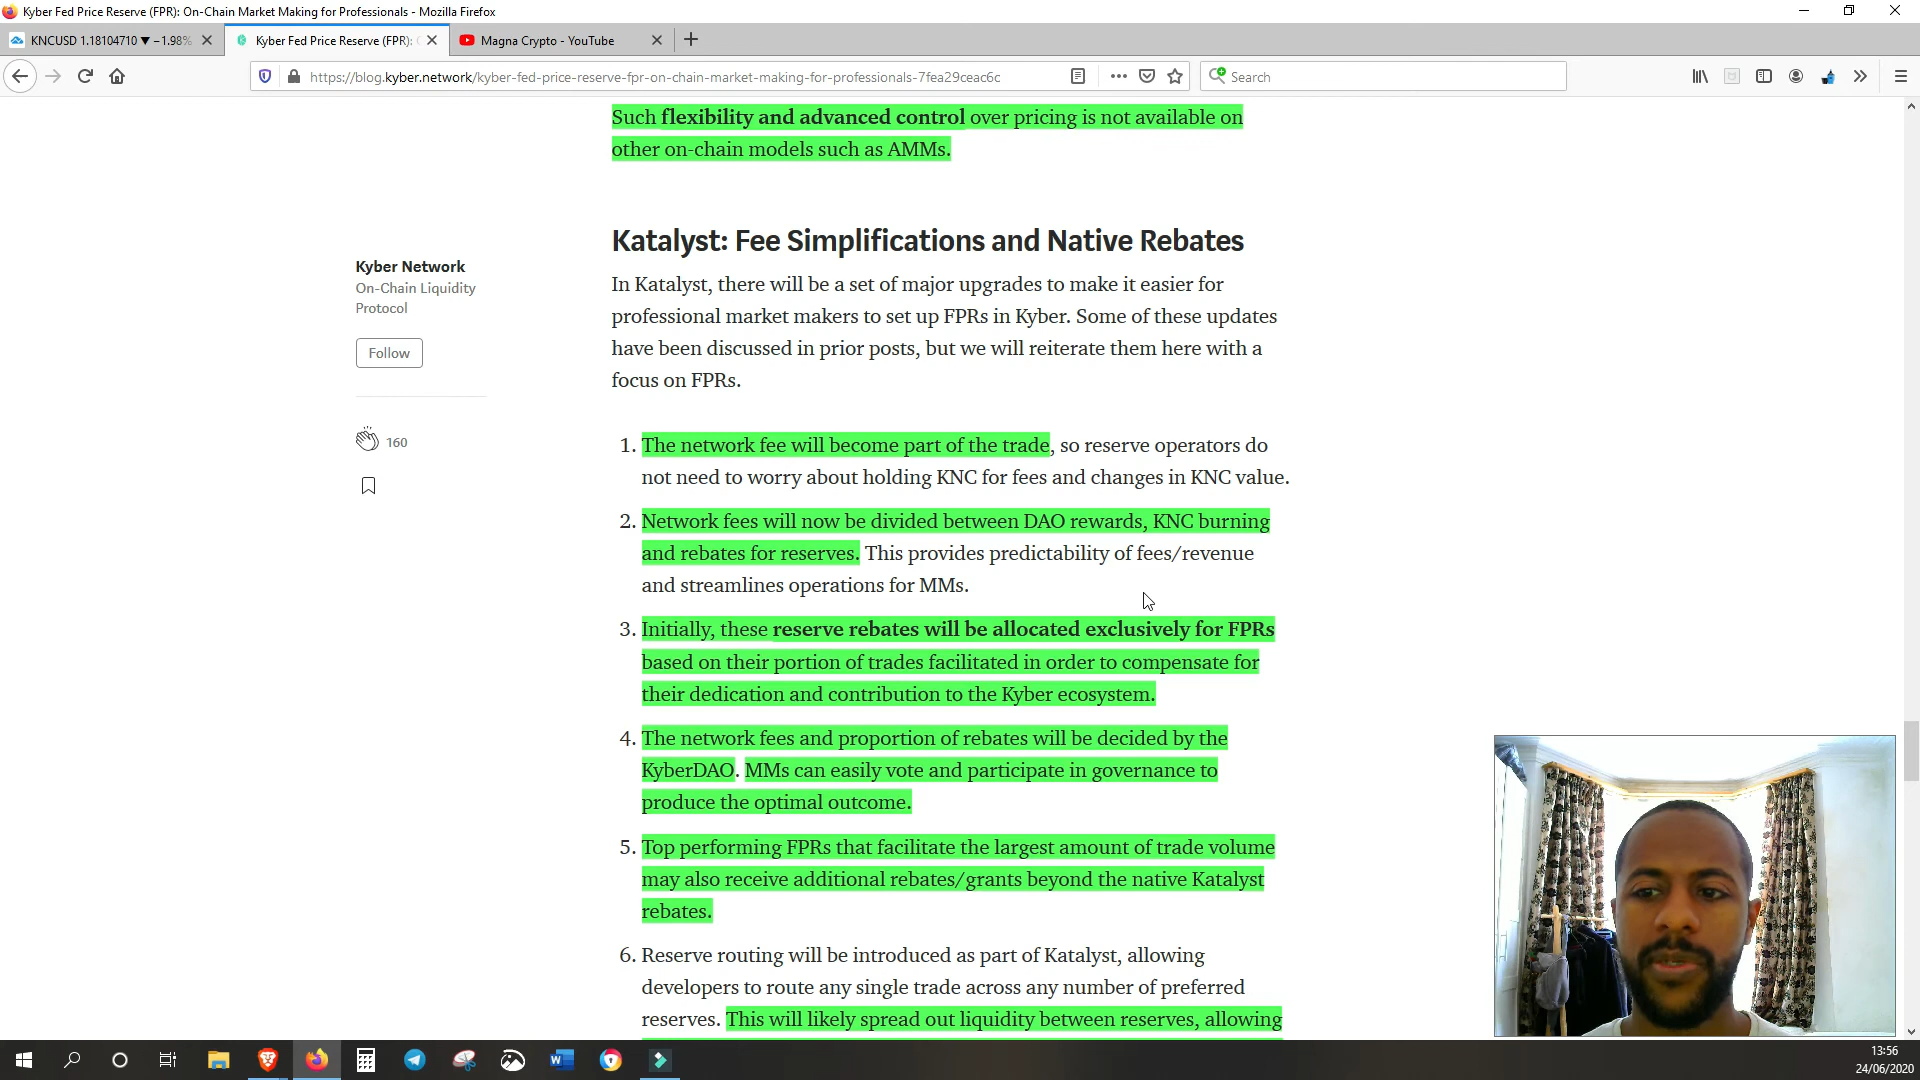 Kyber Fed Price Reserve (FPR): On-Chain Market Making for Professionals - Mozilla Firefox
KNCUSD 1.18104710 ▼ −1.98%
Kyber Fed Price Reserve (FPR):
Magna Crypto - YouTube
https://blog.kyber.network/kyber-fed-price-reserve-fpr-on-chain-market-making-for-professionals-7fea29ceac6c
Search
Such flexibility and advanced control over pricing is not available on
other on-chain models such as AMMs.
Katalyst: Fee Simplifications and Native Rebates
Kyber Network
On-Chain Liquidity
Protocol
Follow
160
In Katalyst, there will be a set of major upgrades to make it easier for
professional market makers to set up FPRs in Kyber. Some of these updates
have been discussed in prior posts, but we will reiterate them here with a
focus on FPRs.
1. The network fee will become part of the trade, so reserve operators do
not need to worry about holding KNC for fees and changes in KNC value.
2. Network fees will now be divided between DAO rewards, KNC burning
and rebates for reserves. This provides predictability of fees/revenue
and streamlines operations for MMs.
3. Initially, these reserve rebates will be allocated exclusively for FPRs
based on their portion of trades facilitated in order to compensate for
their dedication and contribution to the Kyber ecosystem.
4. The network fees and proportion of rebates will be decided by the
KyberDAO. MMs can easily vote and participate in governance to
produce the optimal outcome.
5. Top performing FPRs that facilitate the largest amount of trade volume
may also receive additional rebates/grants beyond the native Katalyst
rebates.
6. Reserve routing will be introduced as part of Katalyst, allowing
developers to route any single trade across any number of preferred
reserves. This will likely spread out liquidity between reserves, allowing
13:56
24/06/2020